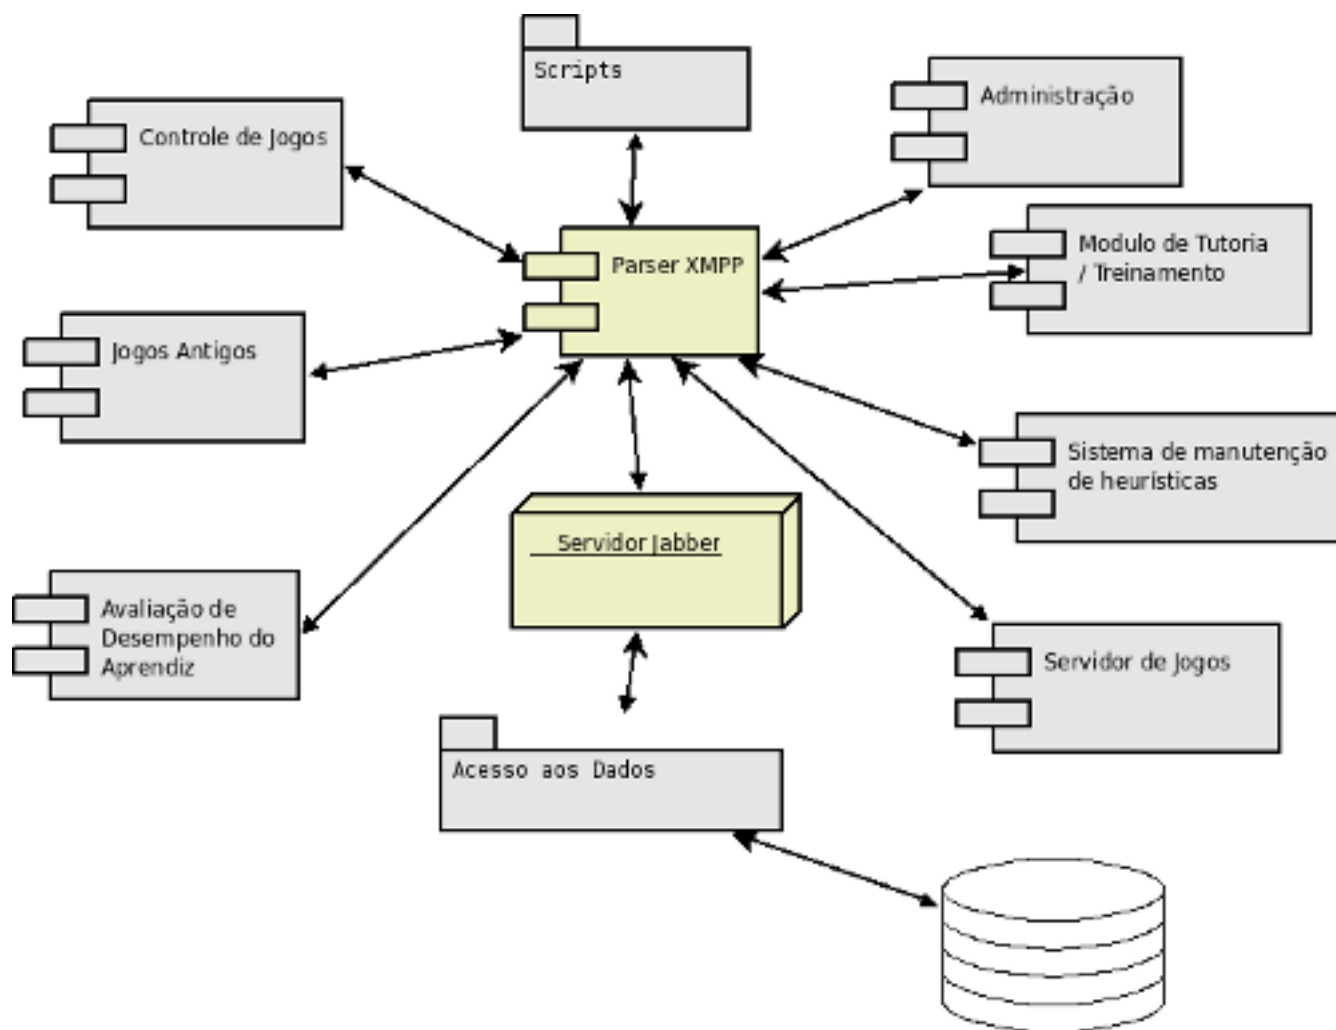 Scripts
Administração
Controle de Jogos
Modulo de Tutoria
/ Treinamento
Parser XMPP
Jogos Antigos
Sistema de manutenção
de heurísticas
Servidor Jabber
Avaliação de
Desempenho do
Aprendiz
Servidor de Jogos
Acesso aos Dados